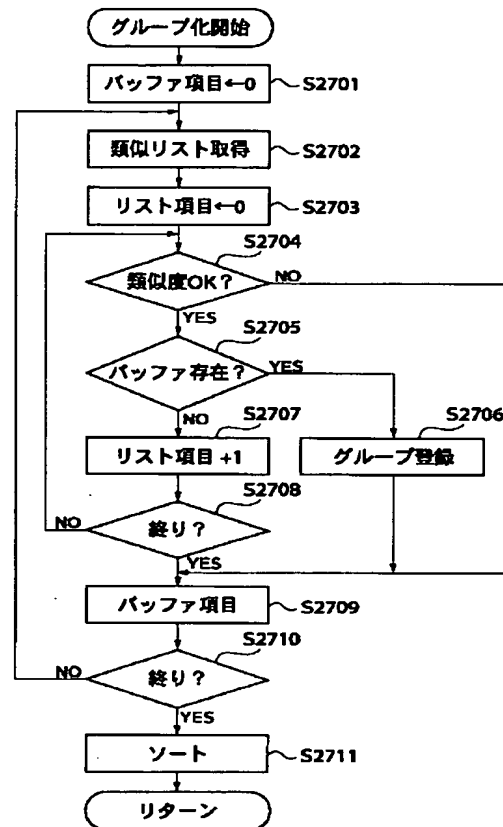 グループ化開始
バッファ項目←0 S2701
類似リスト取得 S2702
リスト項目←0 S2703
S2704
類似度OK? NO
YES S2705
バッファ存在? YES
NO S2707 S2706
リスト項目 +1 グループ登録
S2708
NO 終り?
YES
バッファ項目 S2709
S2710
NO 終り?
YES
ソート S2711
リターン